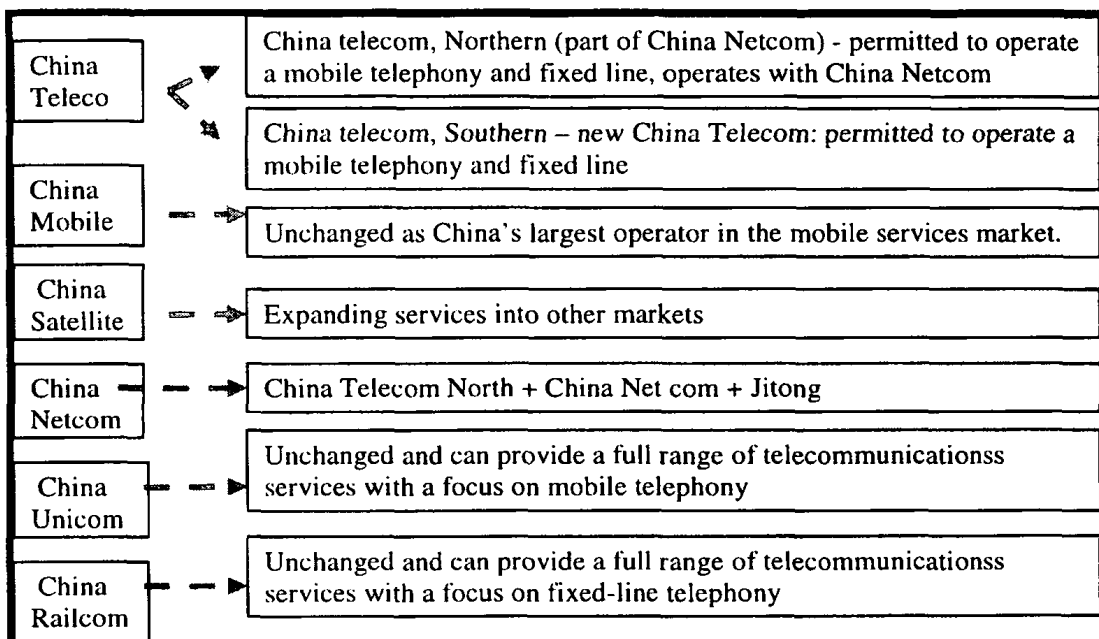 China
Teleco
China telecom, Northern (part of China Netcom) - permitted to operate
a mobile telephony and fixed line, operates with China Netcom
China telecom, Southern – new China Telecom: permitted to operate a
mobile telephony and fixed line
China
Mobile
Unchanged as China's largest operator in the mobile services market.
China
Satellite
Expanding services into other markets
China
Netcom
China Telecom North + China Net com + Jitong
China
Unicom
Unchanged and can provide a full range of telecommunicationss
services with a focus on mobile telephony
China
Railcom
Unchanged and can provide a full range of telecommunicationss
services with a focus on fixed-line telephony